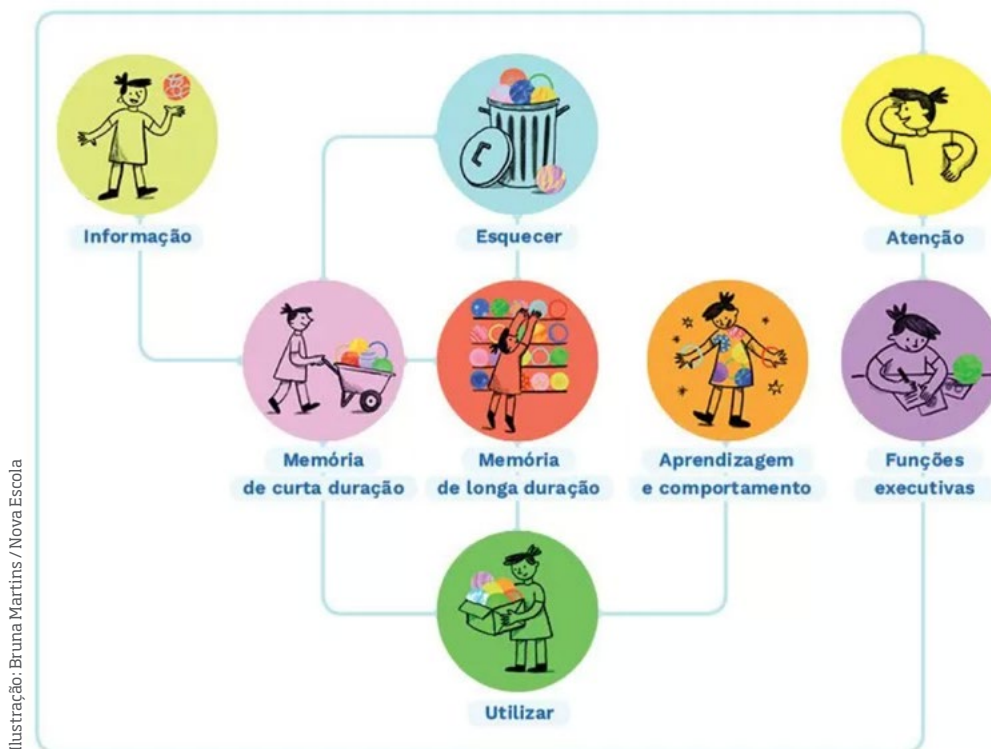 Informação
Esquecer
Atenção
Memória
de curta duração
Memória
de longa duração
Aprendizagem
e comportamento
Funções
executivas
Utilizar
Ilustração: Bruna Martins / Nova Escola